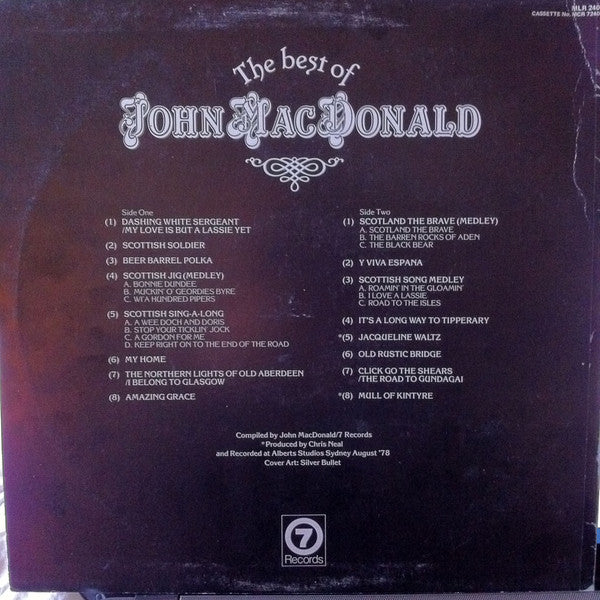 MLR 240
CASSETTE No. MCR 7240
The best of
JOHN MACDONALD
Side One
(1) DASHING WHITE SERGEANT
/MY LOVE IS BUT A LASSIE YET
(2) SCOTTISH SOLDIER
(3) BEER BARREL POLKA
(4) SCOTTISH JIG (MEDLEY)
A. BONNIE DUNDEE
B. MUCKIN' O' GEORDIES BYRE
C. WI'A HUNDRED PIPERS
(5) SCOTTISH SING-A-LONG
A. A WEE DOCH AND DORIS
B. STOP YOUR TICKLIN' JOCK
C. A GORDON FOR ME
D. KEEP RIGHT ON TO THE END OF THE ROAD
(6) MY HOME
(7) THE NORTHERN LIGHTS OF OLD ABERDEEN
/I BELONG TO GLASGOW
(8) AMAZING GRACE
Side Two
(1) SCOTLAND THE BRAVE (MEDLEY)
A. SCOTLAND THE BRAVE
B. THE BARREN ROCKS OF ADEN
C. THE BLACK BEAR
(2) Y VIVA ESPANA
(3) SCOTTISH SONG MEDLEY
A. ROAMIN' IN THE GLOAMIN'
B. I LOVE A LASSIE
C. ROAD TO THE ISLES
(4) IT'S A LONG WAY TO TIPPERARY
*(5) JACQUELINE WALTZ
(6) OLD RUSTIC BRIDGE
(7) CLICK GO THE SHEARS
/THE ROAD TO GUNDAGAI
*(8) MULL OF KINTYRE
Compiled by John MacDonald/7 Records
*Produced by Chris Neal
and Recorded at Alberts Studios Sydney August '78
Cover Art: Silver Bullet
7
Records